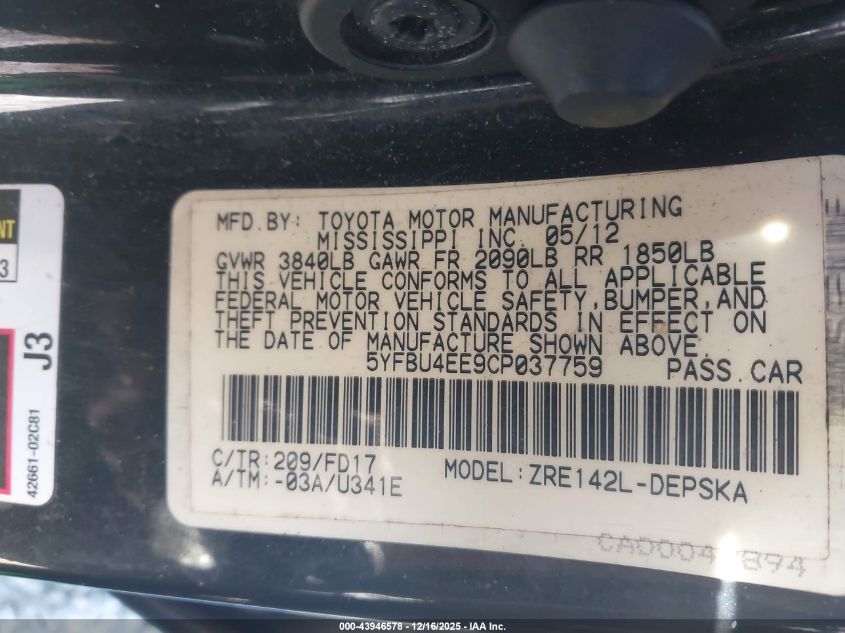 NT
3
J3
42661-02C81
MFD.BY: TOYOTA MOTOR MANUFACTURING
MISSISSIPPI INC. 05/12
GVWR 3840LB GAWR FR 2090LB RR 1850LB
THIS VEHICLE CONFORMS TO ALL APPLICABLE
FEDERAL MOTOR VEHICLE SAFETY,BUMPER,AND
THEFT PREVENTION STANDARDS IN EFFECT ON
THE DATE OF MANUFACTURE SHOWN ABOVE.
5YFBU4EE9CP037759 PASS.CAR
C/TR:209/FD17
A/TM:-03A/U341E
MODEL:ZRE142L-DEPSKA
000-43946578 - 12/16/2025 - IAA Inc.